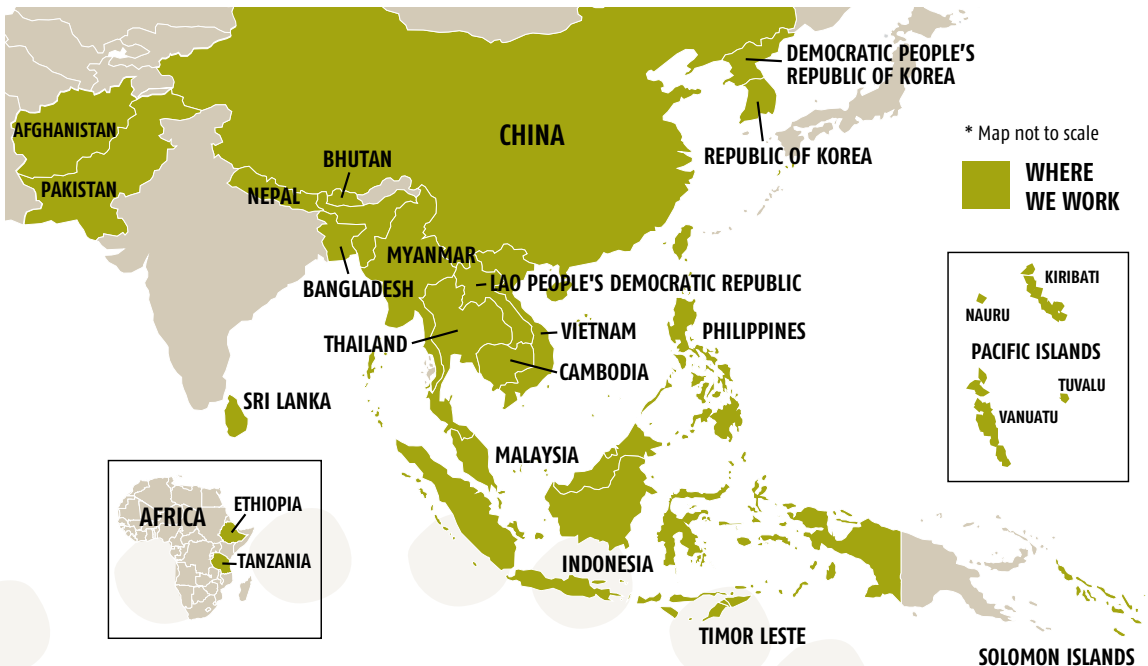 DEMOCRATIC PEOPLE'S
REPUBLIC OF KOREA
AFGHANISTAN
CHINA
* Map not to scale
BHUTAN
REPUBLIC OF KOREA
WHERE
WE WORK
PAKISTAN
NEPAL
MYANMAR
BANGLADESH
LAO PEOPLE'S DEMOCRATIC REPUBLIC
KIRIBATI
NAURU
THAILAND
VIETNAM
PHILIPPINES
PACIFIC ISLANDS
CAMBODIA
TUVALU
SRI LANKA
VANUATU
MALAYSIA
ETHIOPIA
AFRICA
TANZANIA
INDONESIA
TIMOR LESTE
SOLOMON ISLANDS